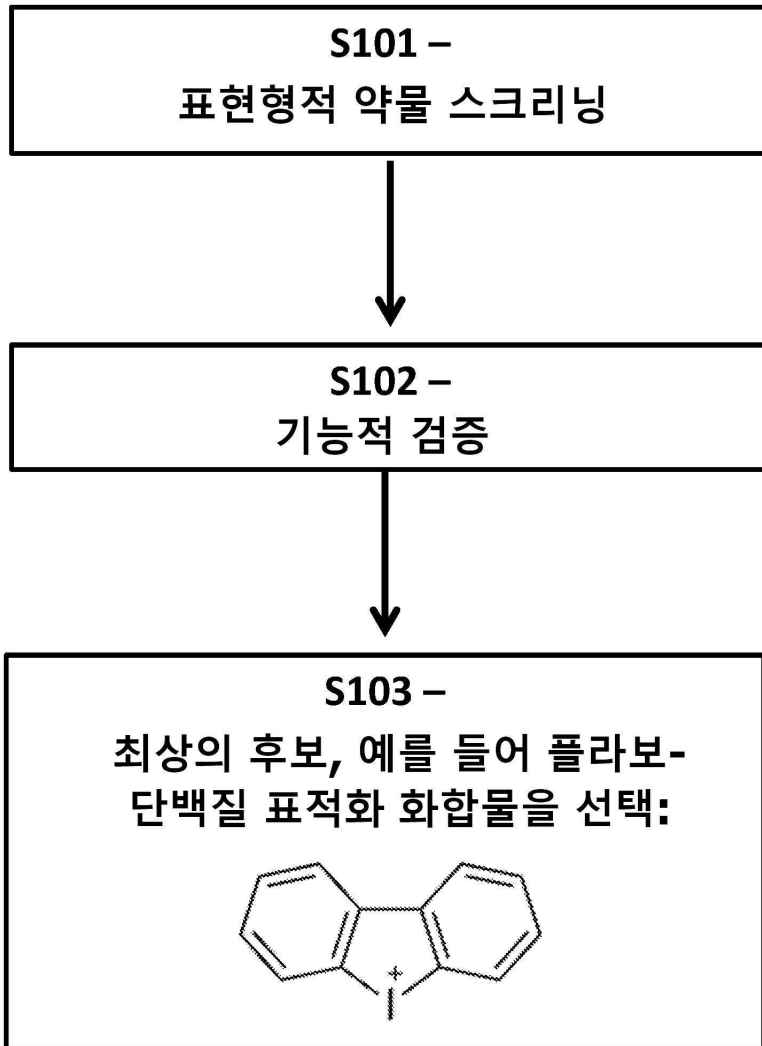 S101 –
표현형적 약물 스크리닝
S102 –
기능적 검증
S103 –
최상의 후보, 예를 들어 플라보-
단백질 표적화 화합물을 선택:
+
I